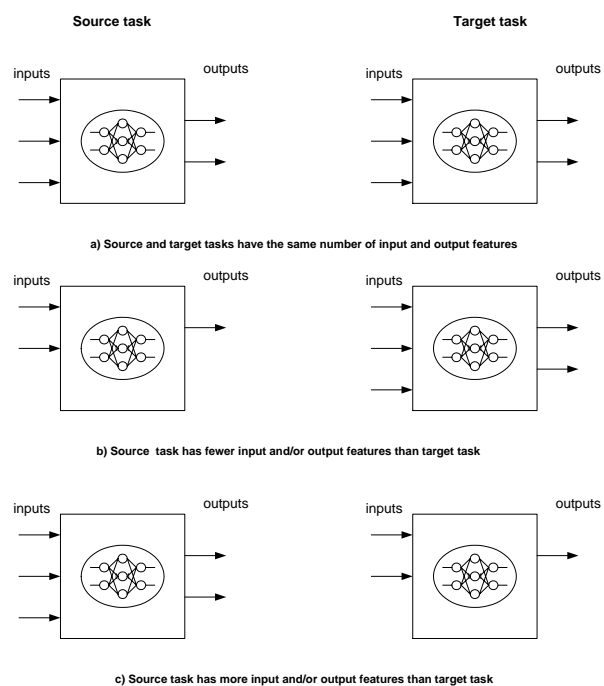 Source task
Target task
inputs
outputs
inputs
outputs
a) Source and target tasks have the same number of input and output features
inputs
outputs
inputs
outputs
b) Source task has fewer input and/or output features than target task
inputs
outputs
inputs
outputs
c) Source task has more input and/or output features than target task